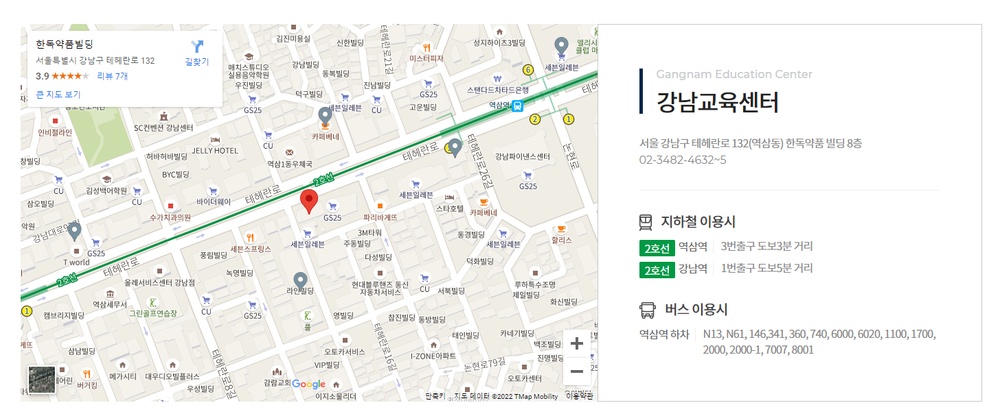 한독약품빌딩
서울특별시 강남구 테헤란로 132
길찾기
3.9
리뷰 7개
큰 지도 보기
김진미용실
신한빌딩
테헤란로21길
성지하이츠3빌딩
엘리시
클럽 마
세븐일레븐
미스터피자
매치스튜디오
실용음악학원
우진빌딩
강남빌딩
동복빌딩
덕구빌딩
진남빌딩
GS25
세븐일레븐
CU
GS25
고운빌딩
스탠다드차타드은행
6
역삼역
테헤
2
1
인비절라인
SC컨벤션 강남센터
카페베네
CU
JELLY HOTEL
허바허바빌딩
역삼1동우체국
테헤란로
테헤란로26길
강남파이낸스센터
논현로
창빌딩
BYC빌딩
2호선
CU
김성백어학원
CU
바이더웨이
테헤란로
세븐일레븐
GS25
삼오빌딩
수가치과의원
GS25
파리바게뜨
스타호텔
카페베네
악원
강남대로
GS25
T world
세븐스프링스
세븐일레븐
3M타워
주동빌딩
동경빌딩
세븐일레븐
할리스
풍림빌딩
다성빌딩
덕화빌딩
테헤란로
녹명빌딩
2호선
올레서비스센터 강남점
라인빌딩
현대블루핸즈 동신
자동차서비스
CU
서북빌딩
루하특수조명
제일빌딩
화신빌딩
역삼세무서
그린골프연습장
CU
GS25
1
캠브리지빌딩
풀
영빌딩
참진빌딩
동방빌딩
태인빌딩
카네기빌딩
백조빌딩
게뜨
삼남빌딩
테헤란로8길
오토카서비스
테헤란로16길
I-ZONE아파트
진명빌딩
VIP빌딩
논현로79길
어린
버거킹
메가시티
대우디오빌플러스
우성빌딩
감람교회
Google
이지소울리더
오토카센터
단축키
지도 데이터 ©2022 TMap Mobility
이용약관
Gangnam Education Center
강남교육센터
서울 강남구 테헤란로 132(역삼동) 한독약품 빌딩 8층
02-3482-4632~5
지하철 이용시
2호선 역삼역 3번출구 도보3분 거리
2호선 강남역 1번출구 도보5분 거리
버스 이용시
역삼역 하차 N13, N61, 146,341, 360, 740, 6000, 6020, 1100, 1700,
2000, 2000-1, 7007, 8001